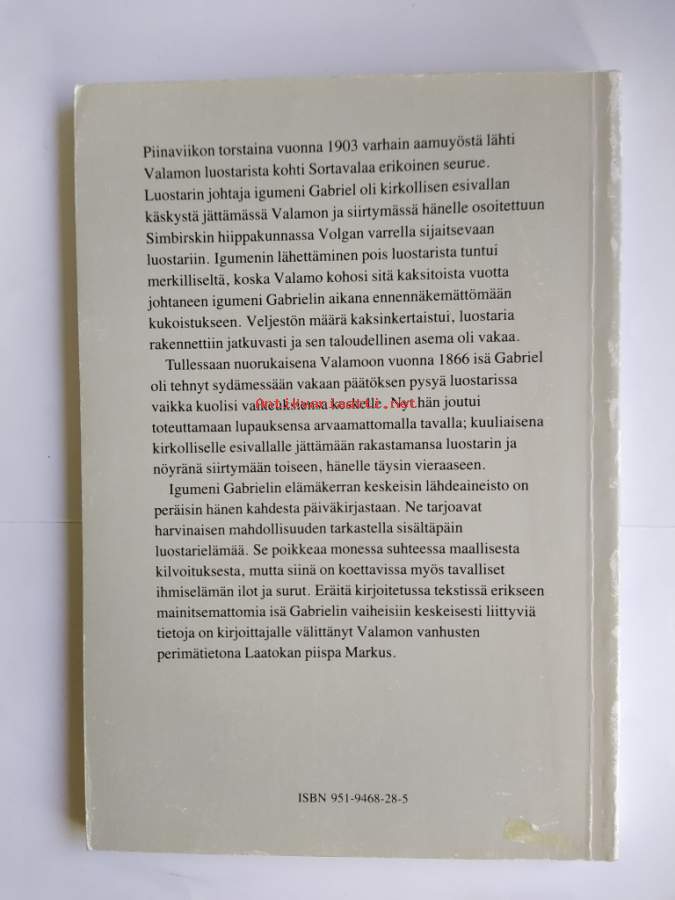 Piinaviikon torstaina vuonna 1903 varhain aamuyöstä lähti
Valamon luostarista kohti Sortavalaa erikoinen seurue.
Luostarin johtaja igumeni Gabriel oli kirkollisen esivallan
käskystä jättämässä Valamon ja siirtymässä hänelle osoitettuun
Simbirskin hiippakunnassa Volgan varrella sijaitsevaan
luostariin. Igumenin lähettäminen pois luostarista tuntui
merkilliseltä, koska Valamo kohosi sitä kaksitoista vuotta
johtaneen igumeni Gabrielin aikana ennennäkemättömään
kukoistukseen. Veljestön määrä kaksinkertaistui, luostaria
rakennettiin jatkuvasti ja sen taloudellinen asema oli vakaa.
Tullessaan nuorukaisena Valamoon vuonna 1866 isä Gabriel
oli tehnyt sydämessään vakaan päätöksen pysyä luostarissa
vaikka kuolisi vaikeuksiensa keskelle. Nyt hän joutui
Antikvaari.net
toteuttamaan lupauksensa arvaamattomalla tavalla; kuuliaisena
kirkolliselle esivallalle jättämään rakastamansa luostarin ja
nöyränä siirtymään toiseen, hänelle täysin vieraaseen.
Igumeni Gabrielin elämäkerran keskeisin lähdeaineisto on
peräisin hänen kahdesta päiväkirjastaan. Ne tarjoavat
harvinaisen mahdollisuuden tarkastella sisältäpäin
luostarielämää. Se poikkeaa monessa suhteessa maallisesta
kilvoituksesta, mutta siinä on koettavissa myös tavalliset
ihmiselämän ilot ja surut. Eräitä kirjoitetussa tekstissä erikseen
mainitsemattomia isä Gabrielin vaiheisiin keskeisesti liittyviä
tietoja on kirjoittajalle välittänyt Valamon vanhusten
perimätietona Laatokan piispa Markus.
ISBN 951-9468-28-5